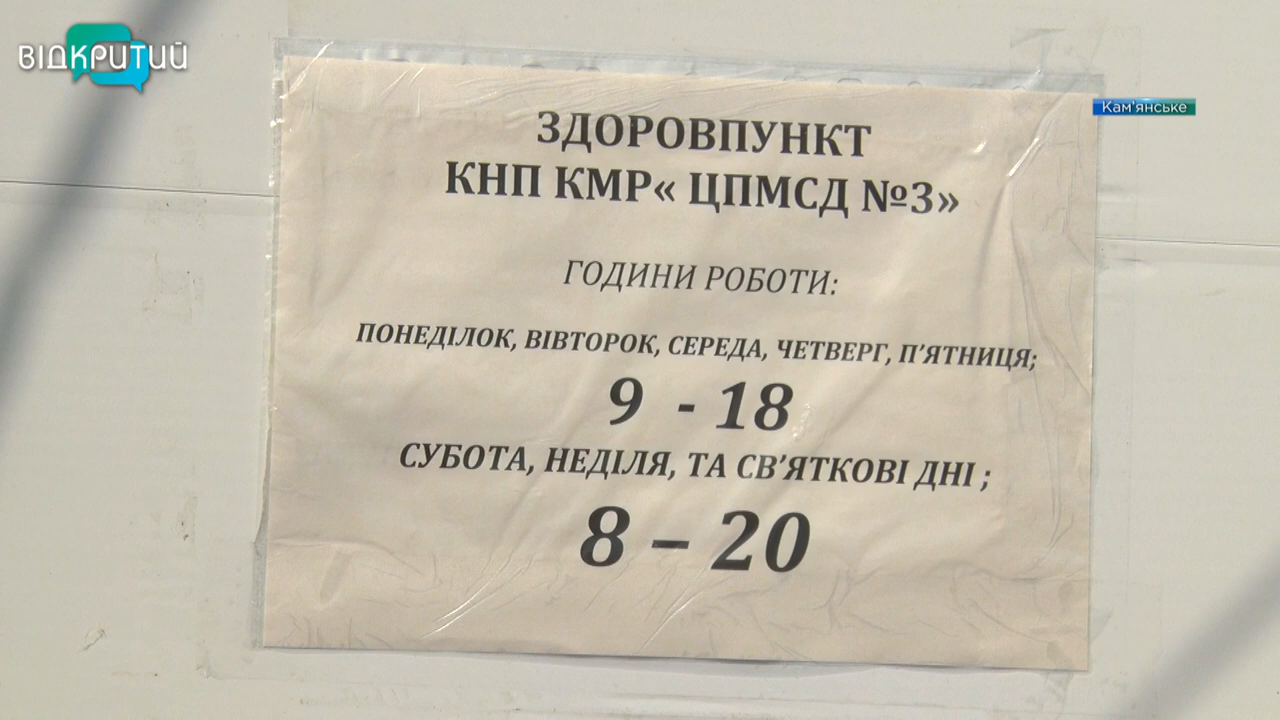 ВІДКРИТИЙ
Кам'янське
ЗДОРОВПУНКТ
КНП КМР« ЦПМСД №3»
ГОДИНИ РОБОТИ:
ПОНЕДІЛОК, ВІВТОРОК, СЕРЕДА, ЧЕТВЕРГ, П’ЯТНИЦЯ;
9 - 18
СУБОТА, НЕДІЛЯ, ТА СВ’ЯТКОВІ ДНІ ;
8 – 20